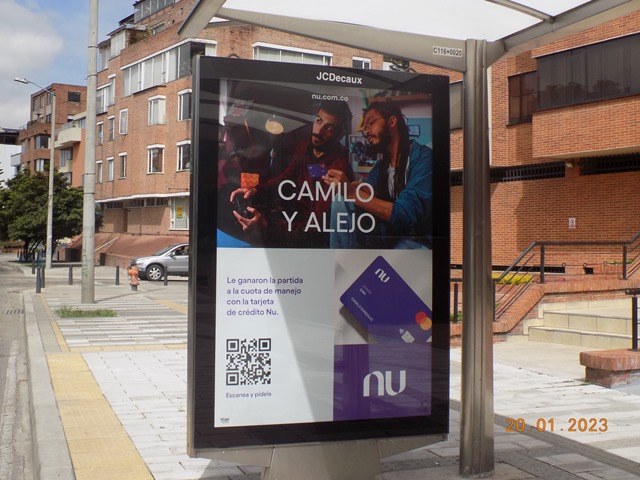 C116+0020
JCDecaux
nu.com.co
CAMILO
Y ALEJO
Le ganaron la partida
a la cuota de manejo
con la tarjeta
de crédito Nu.
nu
Escanea y pídela
nu
20 01 2023